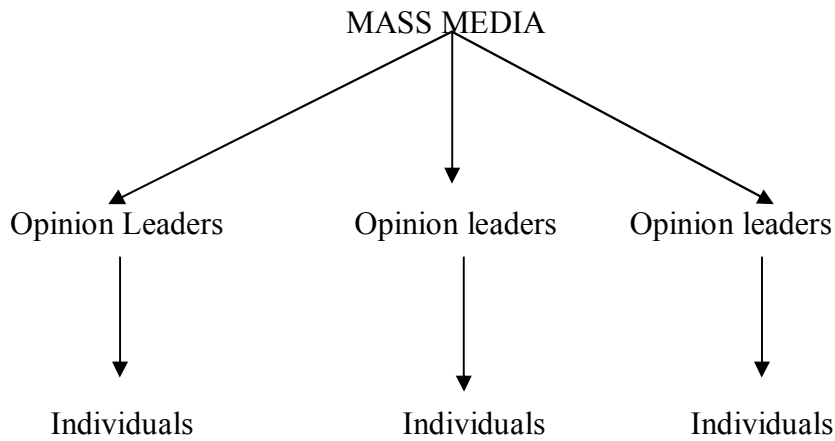 MASS MEDIA
Opinion Leaders Opinion leaders Opinion leaders
Individuals Individuals Individuals